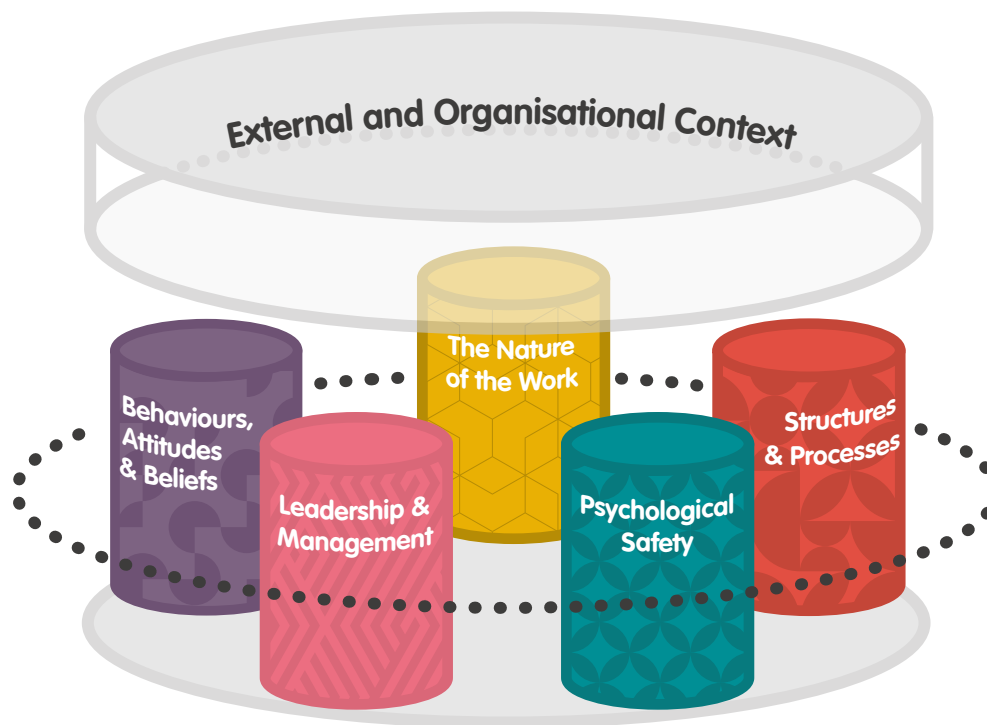 External and Organisational Context
The Nature
of the Work
Behaviours,
Attitudes
& Beliefs
Structures
& Processes
Leadership &
Management
Psychological
Safety